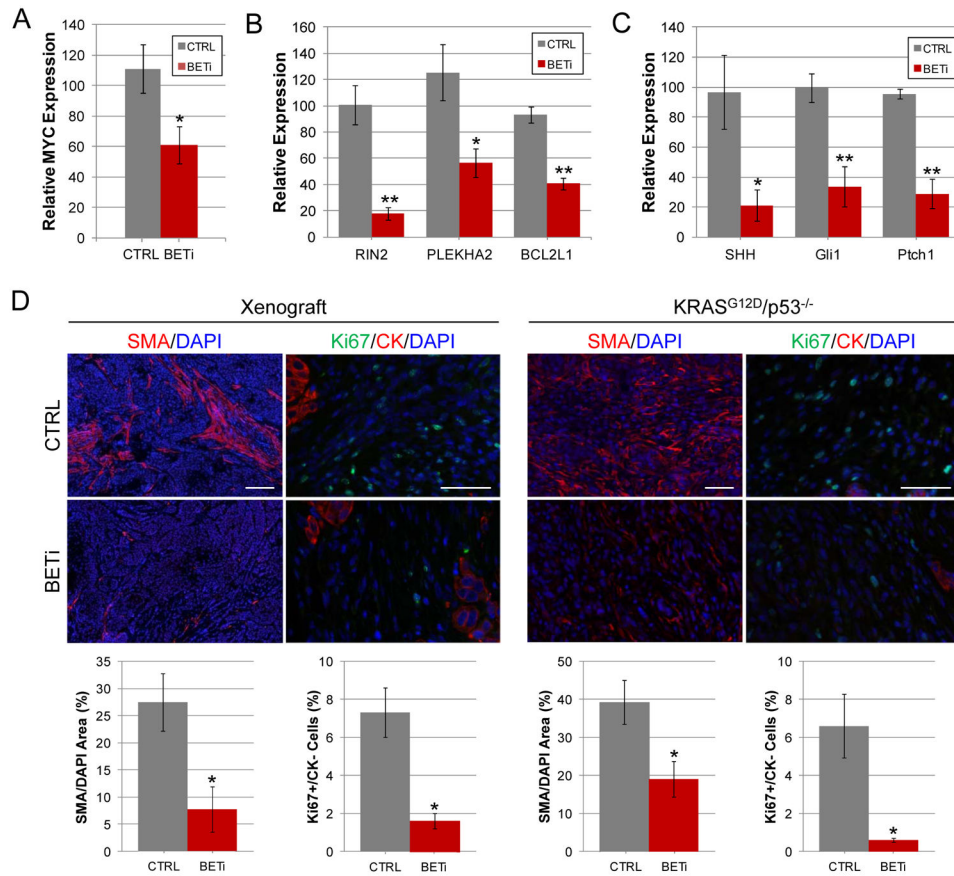 A
Relative MYC Expression
140
120
100
80
60
40
20
0
CTRL
BETi
*
CTRL BETi
B
Relative Expression
160
140
120
100
80
60
40
20
0
CTRL
BETi
** * **
RIN2 PLEKHA2 BCL2L1
C
Relative Expression
140
120
100
80
60
40
20
0
CTRL
BETi
* ** **
SHH Gli1 Ptch1
D
Xenograft KRASG12D/p53-/-
SMA/DAPI Ki67/CK/DAPI SMA/DAPI Ki67/CK/DAPI
CTRL
BETi
SMA/DAPI Area (%)
35
30
25
20
15
10
5
0
*
CTRL BETi
Ki67+/CK- Cells (%)
10
8
6
4
2
0
*
CTRL BETi
SMA/DAPI Area (%)
50
40
30
20
10
0
*
CTRL BETi
Ki67+/CK- Cells (%)
10
8
6
4
2
0
*
CTRL BETi